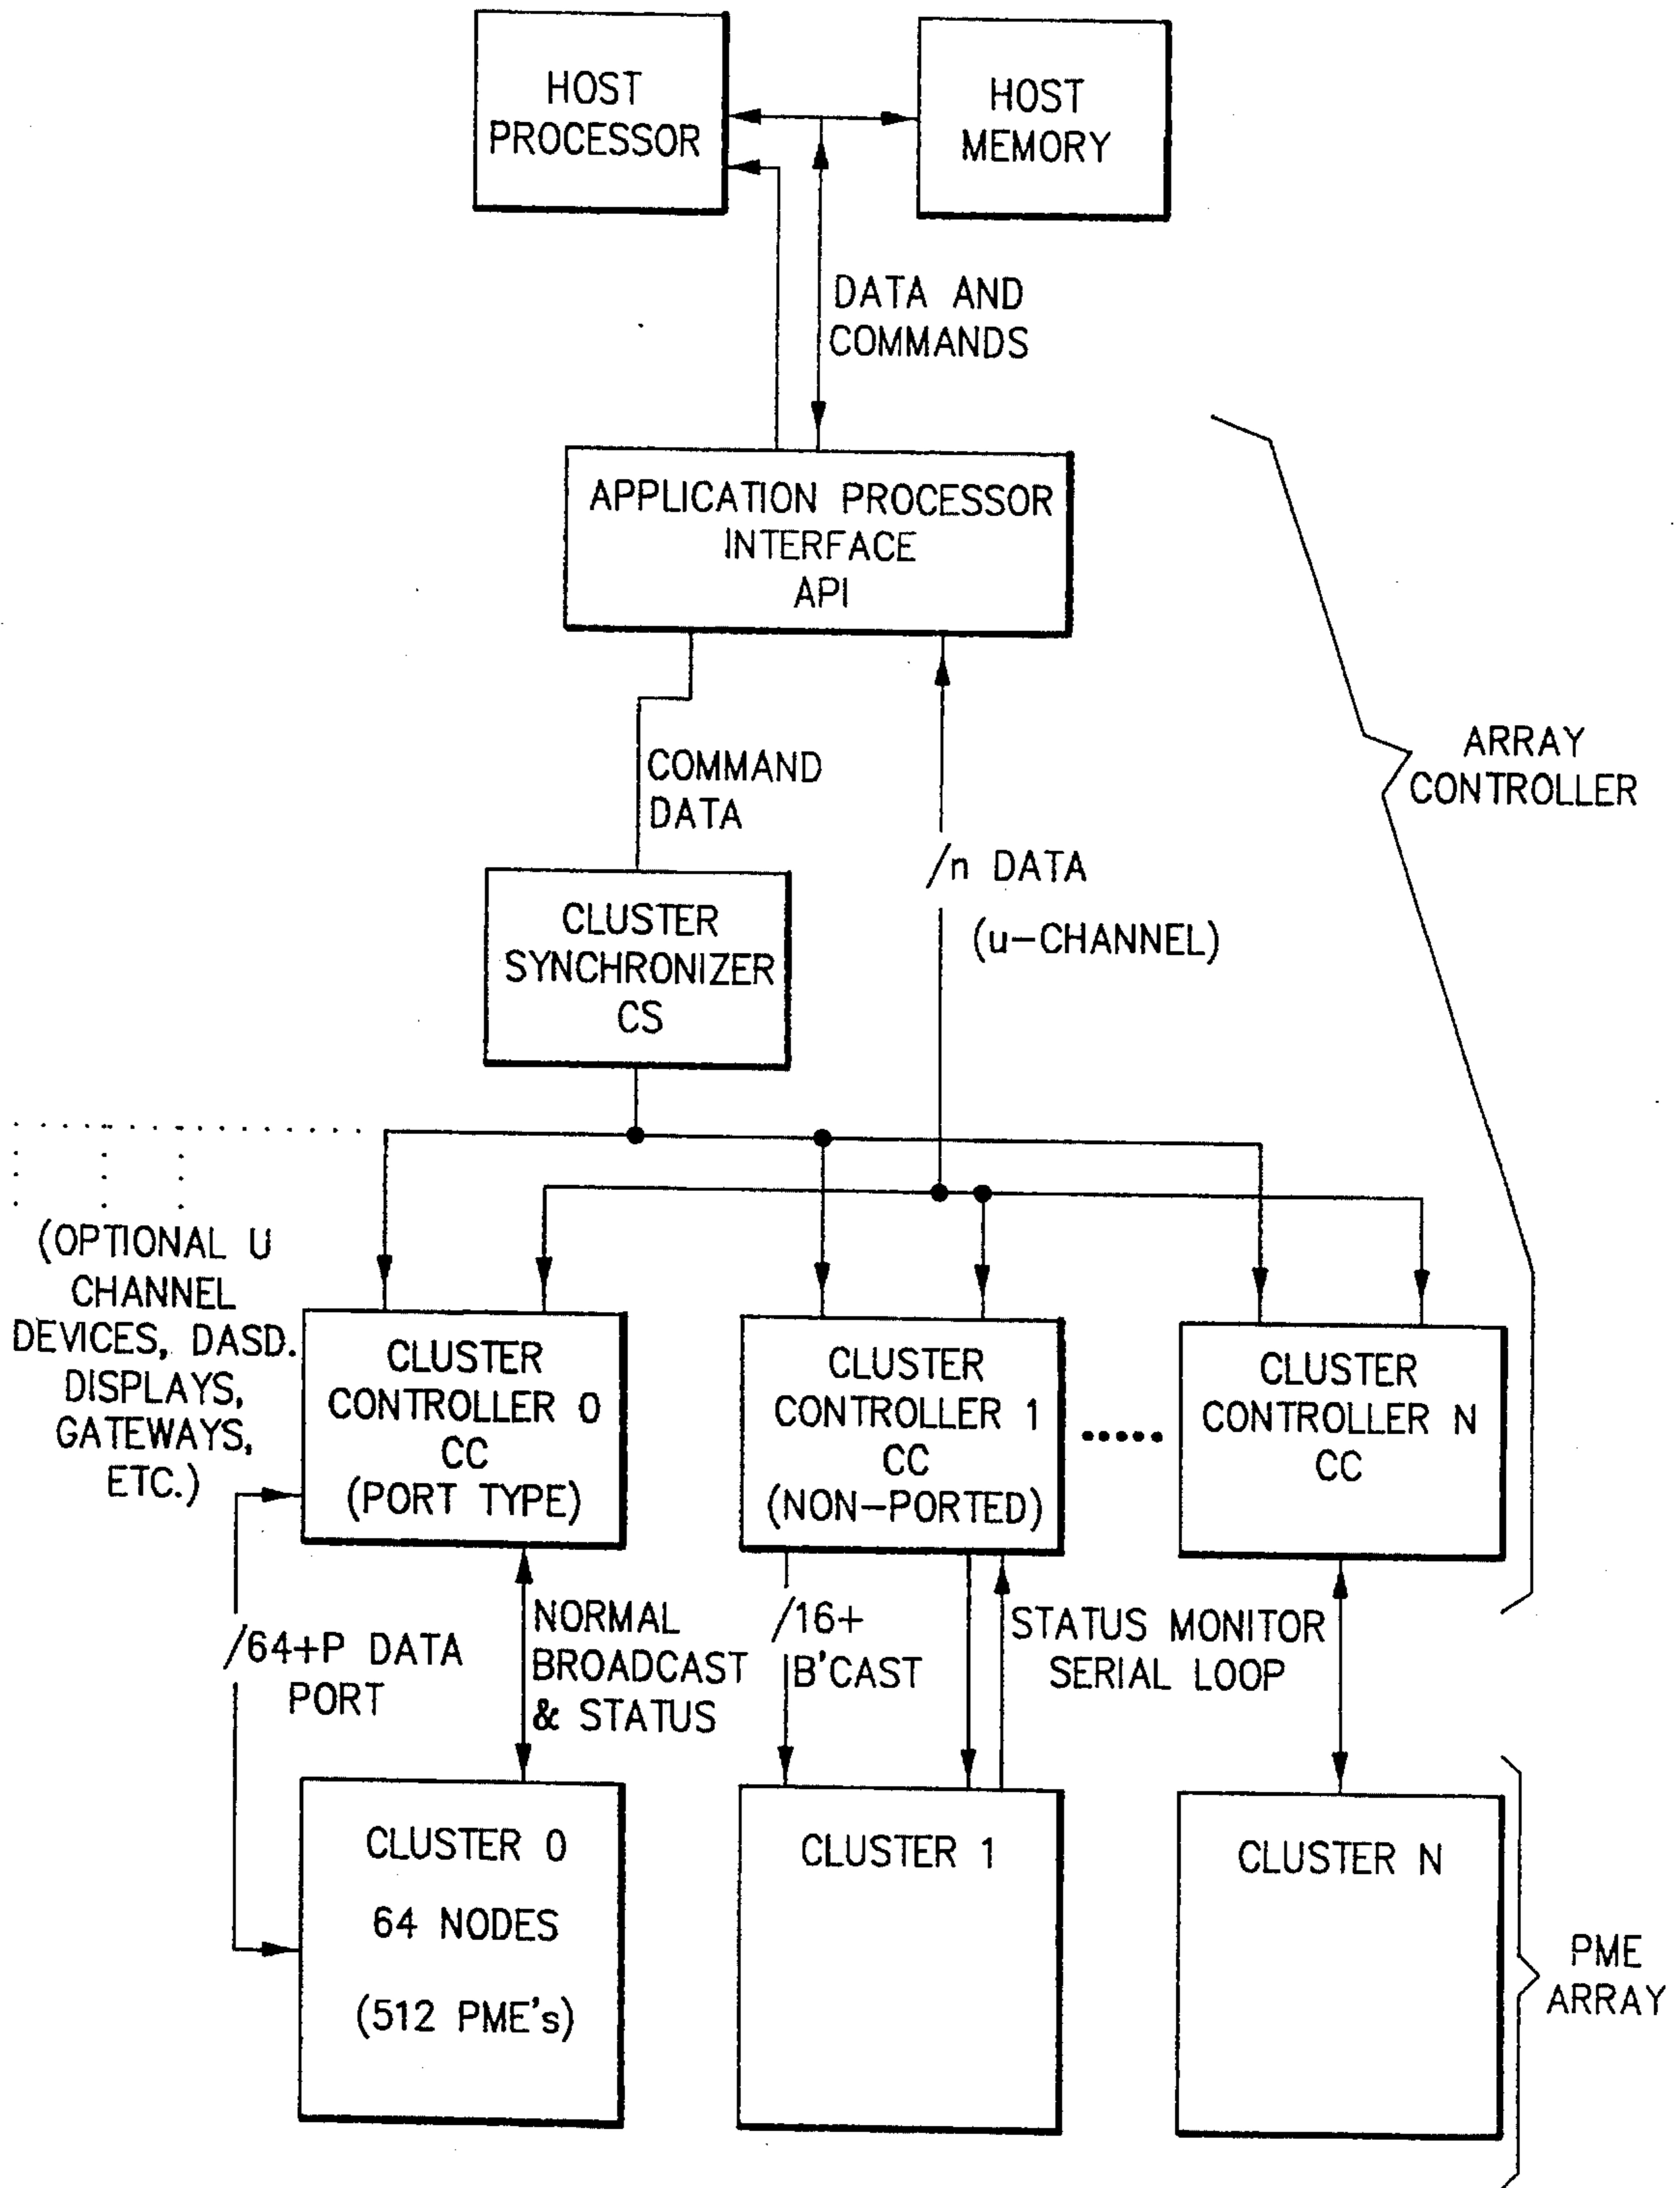 HOST
PROCESSOR
HOST
MEMORY
DATA AND
COMMANDS
APPLICATION PROCESSOR
INTERFACE
API
ARRAY
CONTROLLER
COMMAND
DATA
/n DATA
(u-CHANNEL)
CLUSTER
SYNCHRONIZER
CS
(OPTIONAL U
CHANNEL
DEVICES, DASD.
DISPLAYS,
GATEWAYS,
ETC.)
CLUSTER
CONTROLLER 0
CC
(PORT TYPE)
CLUSTER
CONTROLLER 1
CC
(NON-PORTED)
CLUSTER
CONTROLLER N
CC
/64+P DATA
PORT
NORMAL
BROADCAST
& STATUS
/16+
B'CAST
STATUS MONITOR
SERIAL LOOP
CLUSTER 0
64 NODES
(512 PME's)
CLUSTER 1
CLUSTER N
PME
ARRAY